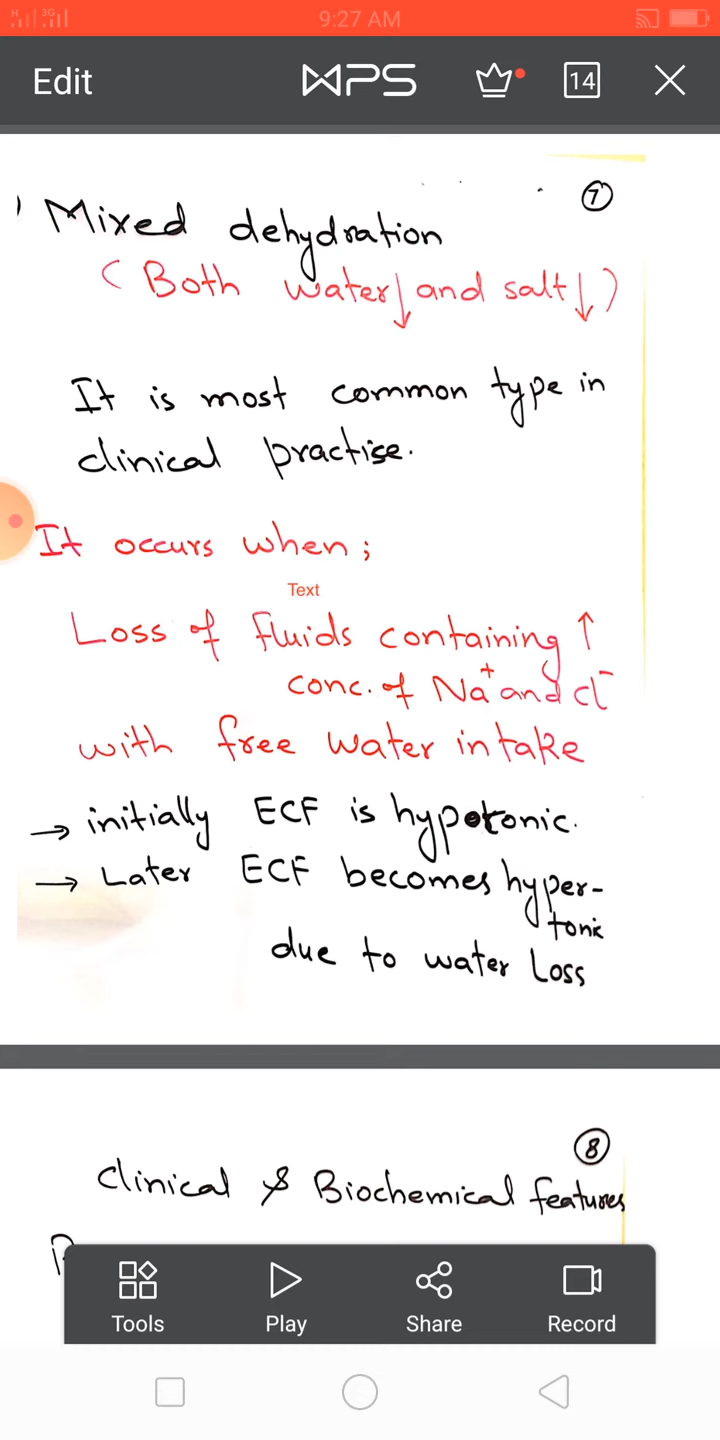 H 3G 9:27 AM
Edit WPS 14
7
Mixed dehydration
(Both water↓ and salt↓)
It is most common type in
clinical practise.
It occurs when;
Text
Loss of fluids containing ↑
conc. of Na+ and cl-
with free water intake
→ initially ECF is hypotonic.
→ Later ECF becomes hyper-
tonic
due to water Loss
8
Clinical & Biochemical features
Tools Play Share Record